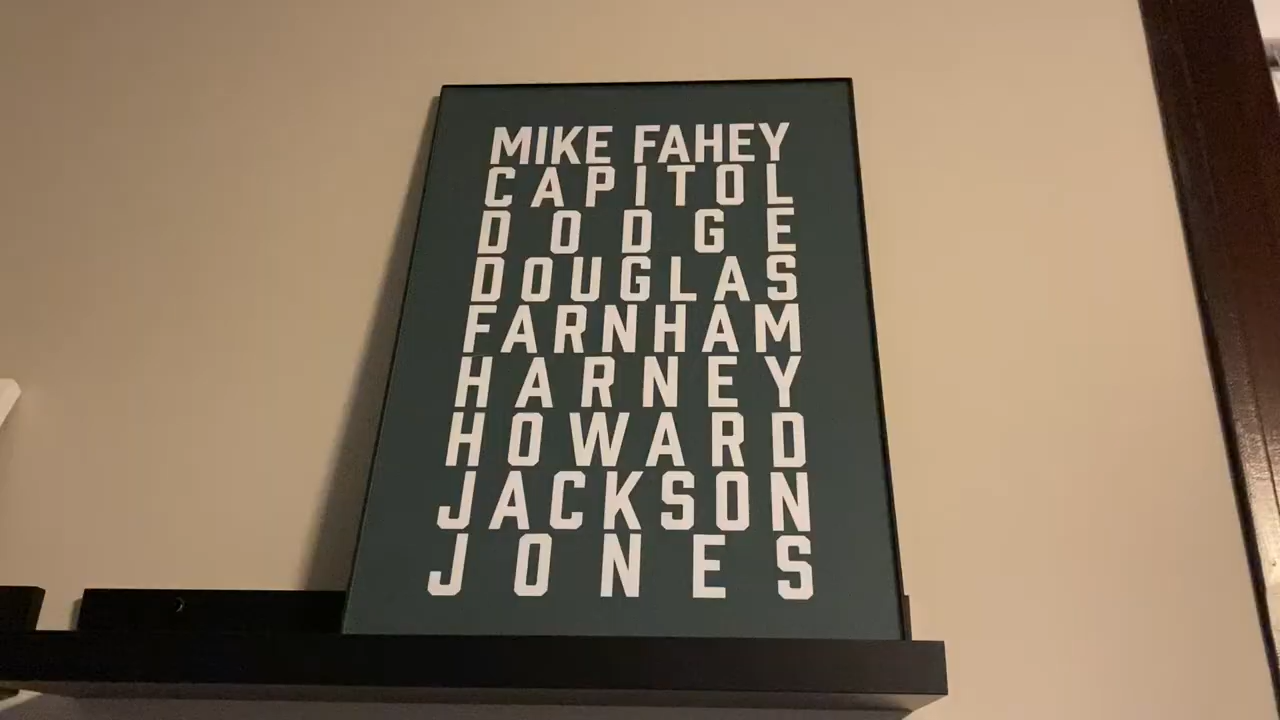 MIKE FAHEY
CAPITOL
DODGE
DOUGLAS
FARNHAM
HARNEY
HOWARD
JACKSON
JONES